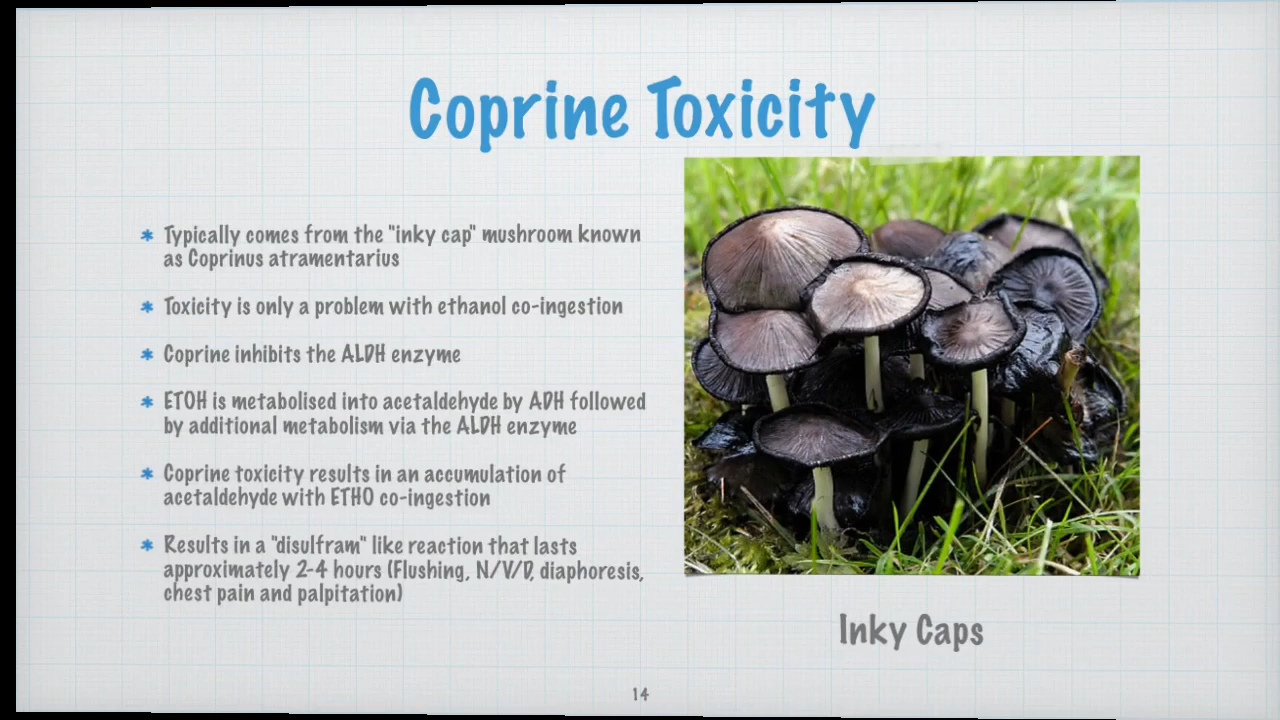 Coprine Toxicity
Typically comes from the "inky cap" mushroom known
as Coprinus atramentarius
Toxicity is only a problem with ethanol co-ingestion
Coprine inhibits the ALDH enzyme
ETOH is metabolised into acetaldehyde by ADH followed
by additional metabolism via the ALDH enzyme
Coprine toxicity results in an accumulation of
acetaldehyde with ETHO co-ingestion
Results in a "disulfram" like reaction that lasts
approximately 2-4 hours (Flushing, N/V/D, diaphoresis,
chest pain and palpitation)
Inky Caps
14